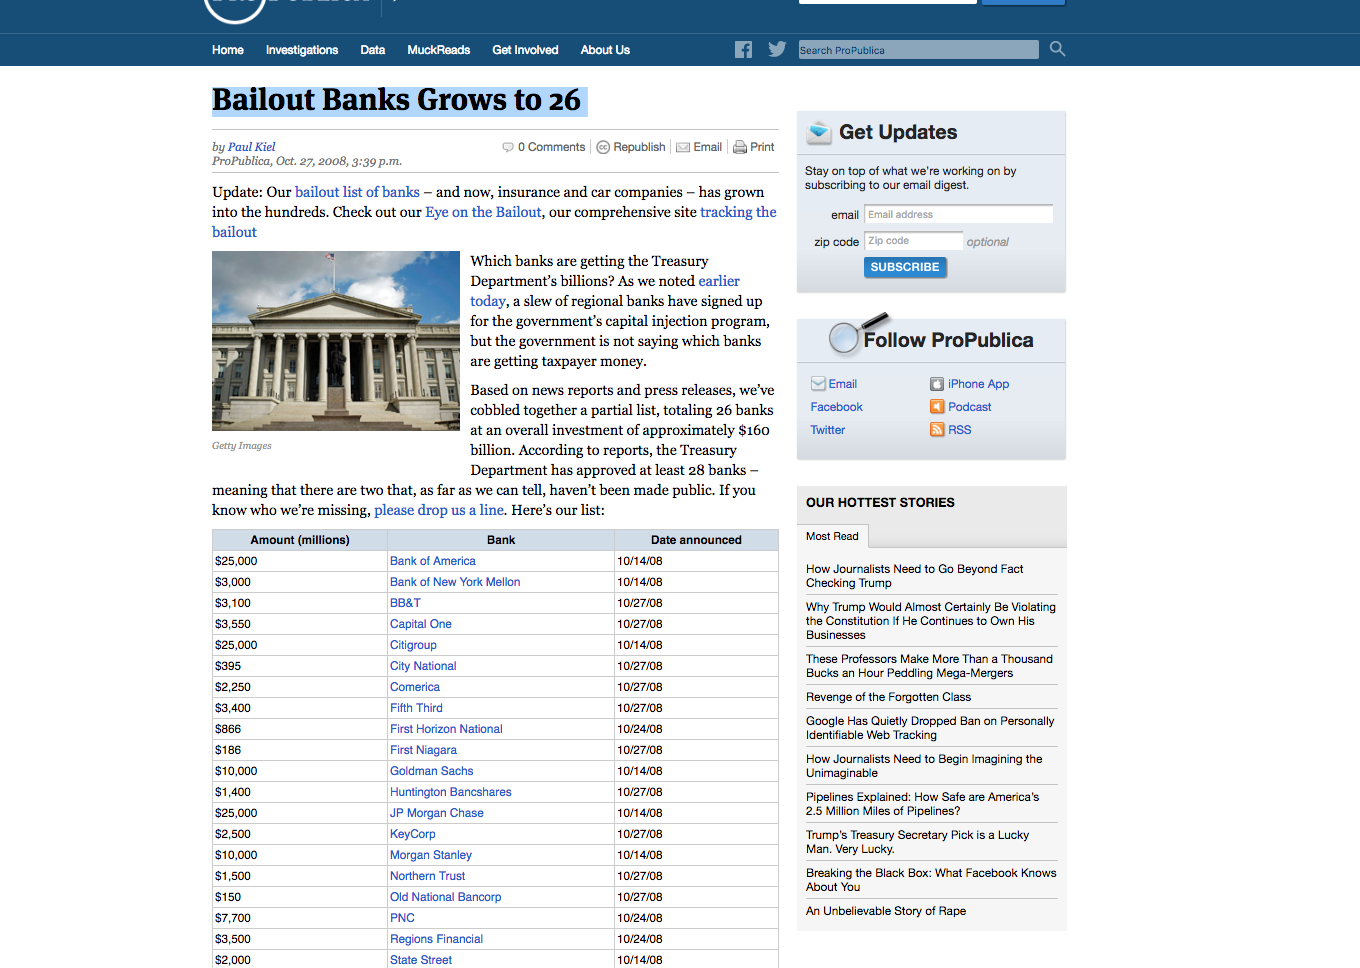 Home Investigations Data MuckReads Get Involved About Us
Search ProPublica
Bailout Banks Grows to 26
by Paul Kiel
ProPublica, Oct. 27, 2008, 3:39 p.m.
0 Comments Republish Email Print
Update: Our bailout list of banks – and now, insurance and car companies – has grown
into the hundreds. Check out our Eye on the Bailout, our comprehensive site tracking the
bailout
Which banks are getting the Treasury
Department's billions? As we noted earlier
today, a slew of regional banks have signed up
for the government's capital injection program,
but the government is not saying which banks
are getting taxpayer money.
Based on news reports and press releases, we've
cobbled together a partial list, totaling 26 banks
at an overall investment of approximately $160
billion. According to reports, the Treasury
Department has approved at least 28 banks –
Getty Images
meaning that there are two that, as far as we can tell, haven't been made public. If you
know who we're missing, please drop us a line. Here's our list:
Amount (millions) Bank Date announced
$25,000 Bank of America 10/14/08
$3,000 Bank of New York Mellon 10/14/08
$3,100 BB&T 10/27/08
$3,550 Capital One 10/27/08
$25,000 Citigroup 10/14/08
$395 City National 10/27/08
$2,250 Comerica 10/27/08
$3,400 Fifth Third 10/27/08
$866 First Horizon National 10/24/08
$186 First Niagara 10/27/08
$10,000 Goldman Sachs 10/14/08
$1,400 Huntington Bancshares 10/27/08
$25,000 JP Morgan Chase 10/14/08
$2,500 KeyCorp 10/27/08
$10,000 Morgan Stanley 10/14/08
$1,500 Northern Trust 10/27/08
$150 Old National Bancorp 10/27/08
$7,700 PNC 10/24/08
$3,500 Regions Financial 10/24/08
$2,000 State Street 10/14/08
Get Updates
Stay on top of what we're working on by
subscribing to our email digest.
email Email address
zip code Zip code optional
SUBSCRIBE
Follow ProPublica
Email iPhone App
Facebook Podcast
Twitter RSS
OUR HOTTEST STORIES
Most Read
How Journalists Need to Go Beyond Fact
Checking Trump
Why Trump Would Almost Certainly Be Violating
the Constitution If He Continues to Own His
Businesses
These Professors Make More Than a Thousand
Bucks an Hour Peddling Mega-Mergers
Revenge of the Forgotten Class
Google Has Quietly Dropped Ban on Personally
Identifiable Web Tracking
How Journalists Need to Begin Imagining the
Unimaginable
Pipelines Explained: How Safe are America's
2.5 Million Miles of Pipelines?
Trump's Treasury Secretary Pick is a Lucky
Man. Very Lucky.
Breaking the Black Box: What Facebook Knows
About You
An Unbelievable Story of Rape